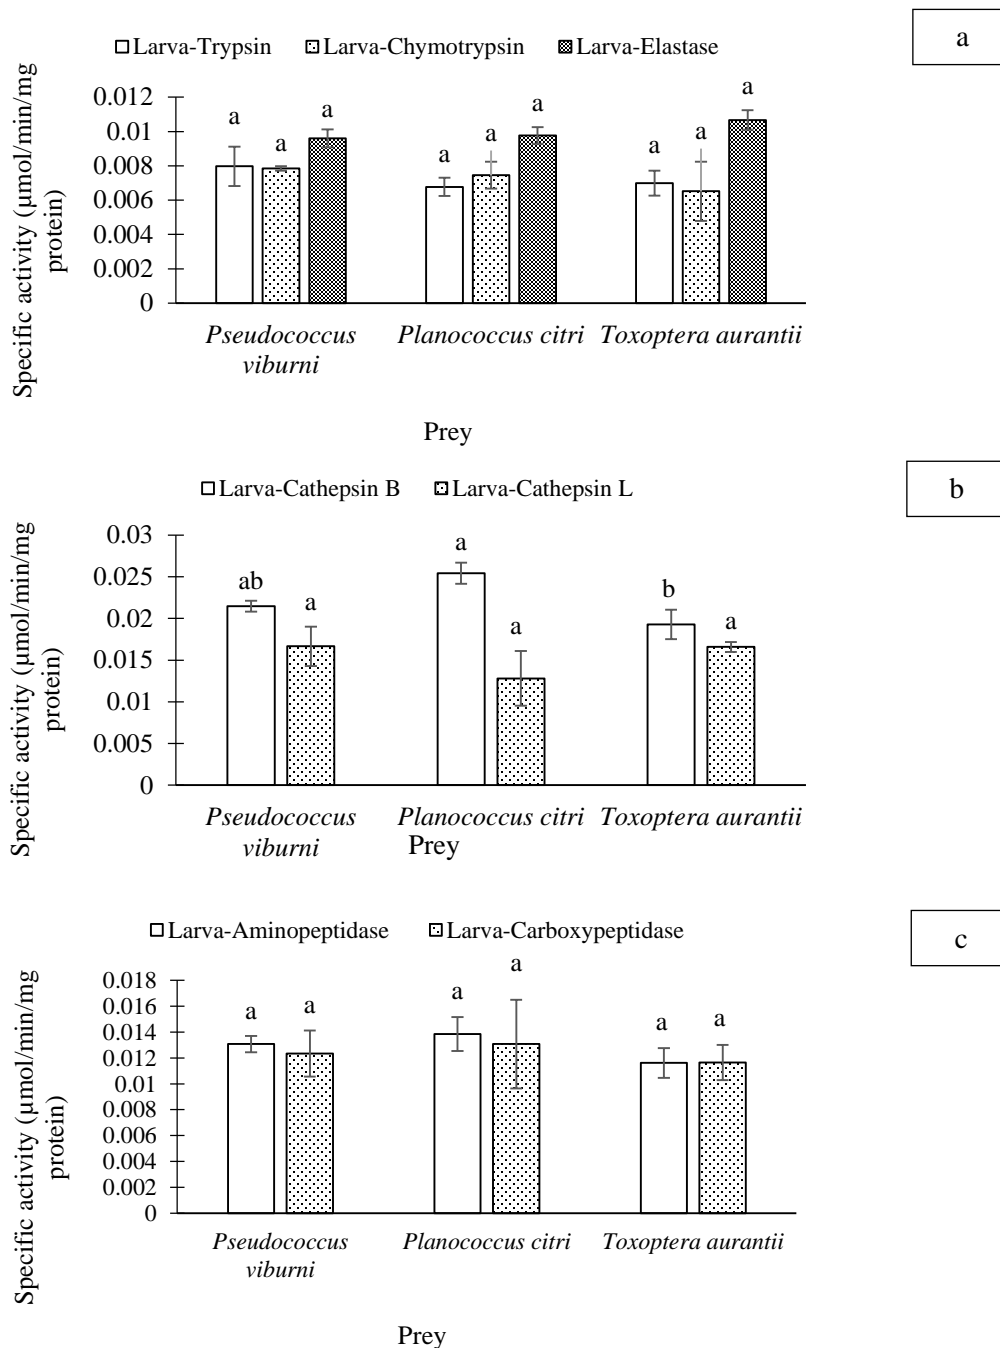 a
Larva-Trypsin Larva-Chymotrypsin Larva-Elastase
Specific activity (μmol/min/mg
protein)
0.012
0.01
0.008
0.006
0.004
0.002
0
a a a a a a a a a
Pseudococcus
viburni
Planococcus citri
Toxoptera aurantii
Prey
b
Larva-Cathepsin B Larva-Cathepsin L
Specific activity (μmol/min/mg
protein)
0.03
0.025
0.02
0.015
0.01
0.005
0
ab a a a b a
Pseudococcus
viburni
Planococcus citri
Toxoptera aurantii
Prey
c
Larva-Aminopeptidase Larva-Carboxypeptidase
Specific activity (μmol/min/mg
protein)
0.018
0.016
0.014
0.012
0.01
0.008
0.006
0.004
0.002
0
a a a a a a
Pseudococcus
viburni
Planococcus citri
Toxoptera aurantii
Prey